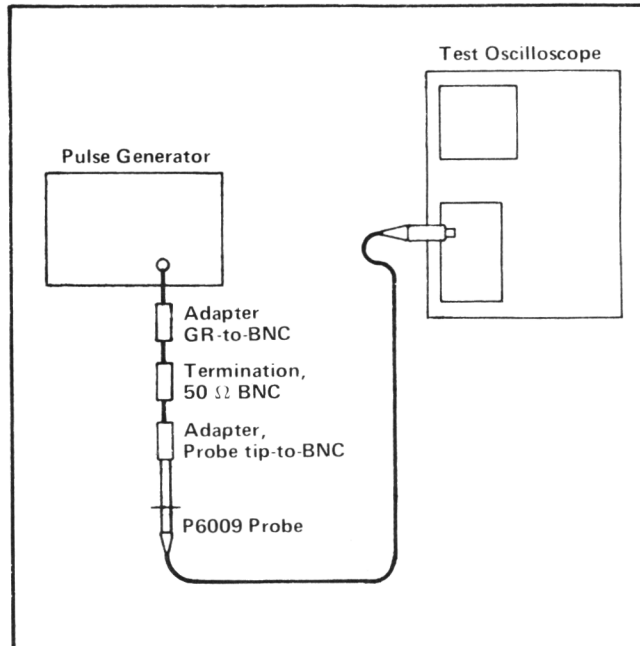 Test Oscilloscope
Pulse Generator
Adapter
GR-to-BNC
Termination,
50 Ω BNC
Adapter,
Probe tip-to-BNC
P6009 Probe